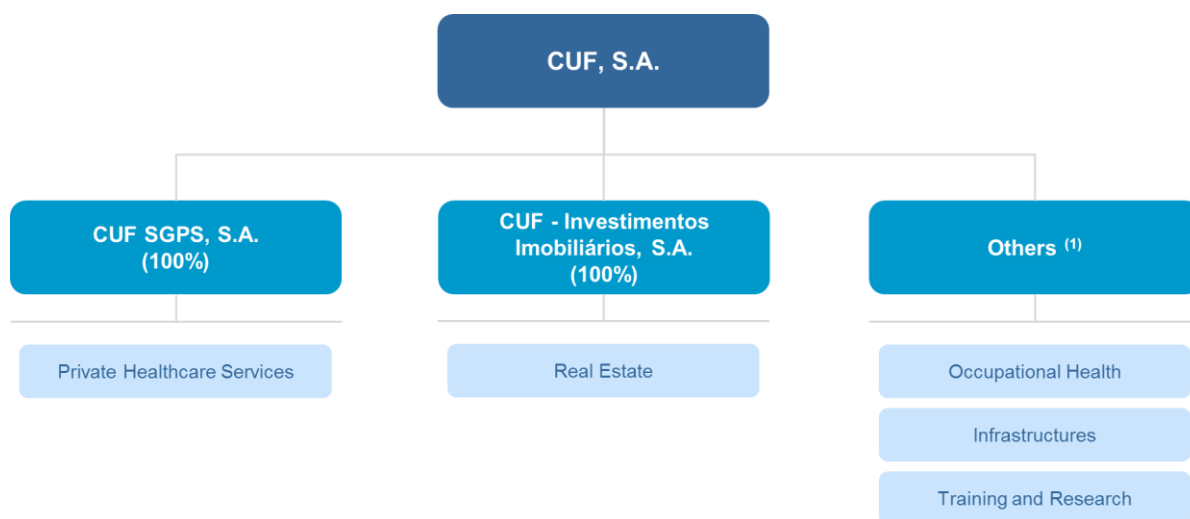 CUF, S.A.
CUF SGPS, S.A.
(100%)
CUF - Investimentos
Imobiliários, S.A.
(100%)
Others (1)
Private Healthcare Services
Real Estate
Occupational Health
Infrastructures
Training and Research